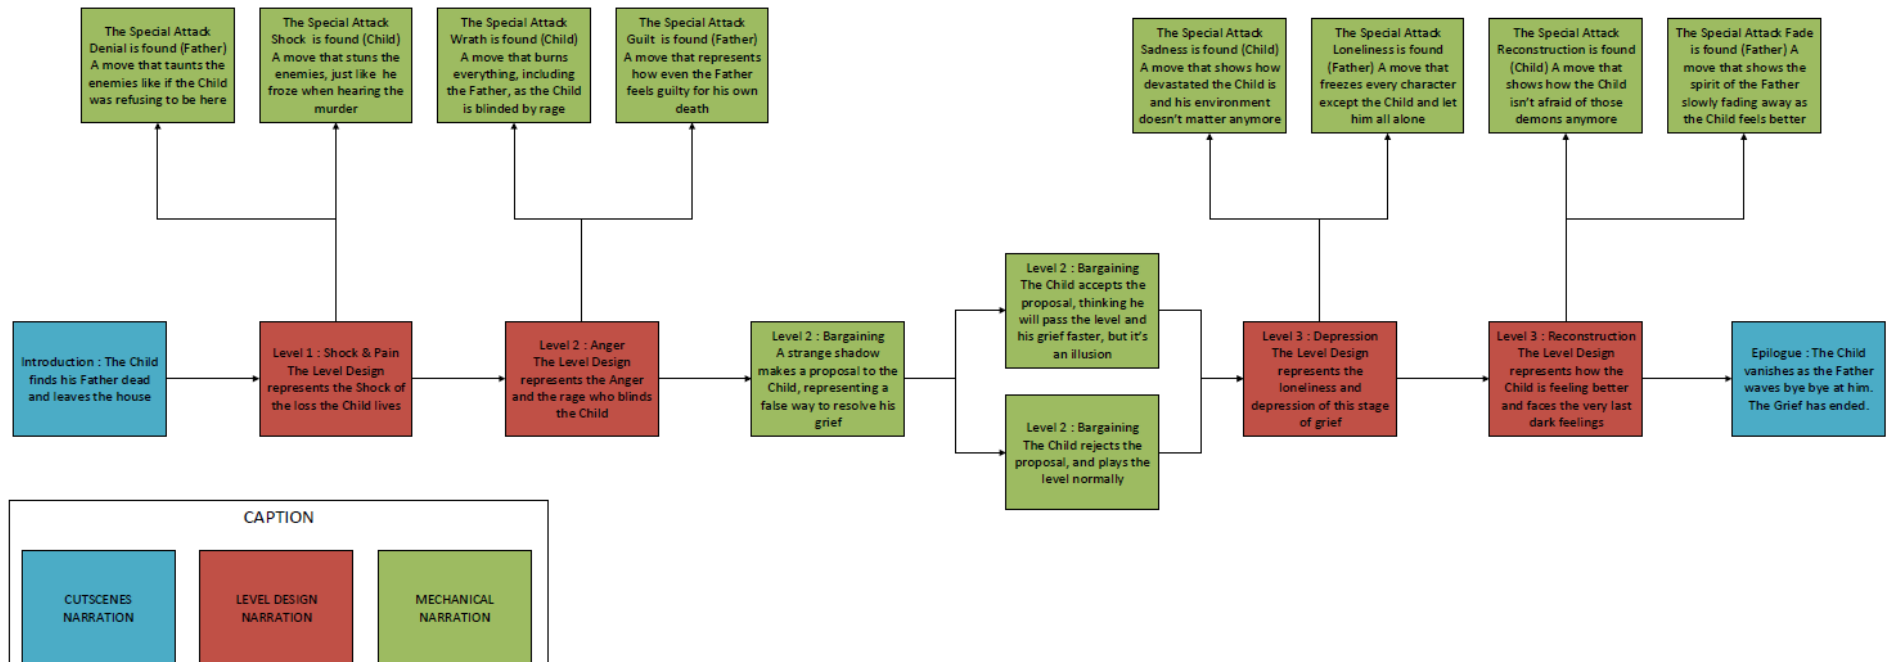 The Special Attack
Denial is found (Father)
A move that taunts the
enemies like if the Child
was refusing to be here
The Special Attack
Shock  is found (Child)
A move that stuns the
enemies, just like  he
froze when hearing the
murder
The Special Attack
Wrath is found (Child)
A move that burns
everything, including
the Father, as the Child
is blinded by rage
The Special Attack
Guilt is found (Father)
A move that represents
how even the Father
feels guilty for his own
death
The Special Attack
Sadness is found (Child)
A move that shows how
devastated the Child is
and his environment
doesn't matter anymore
The Special Attack
Loneliness is found
(Father) A move that
freezes every character
except the Child and let
him all alone
The Special Attack
Reconstruction is found
(Child) A move that
shows how the Child
isn't afraid of those
demons anymore
The Special Attack Fade
is found (Father) A
move that shows the
spirit of the Father
slowly fading away as
the Child feels better
Introduction : The Child
finds his Father dead
and leaves the house
Level 1 : Shock & Pain
The Level Design
represents the Shock of
the loss the Child lives
Level 2 : Anger
The Level Design
represents the Anger
and the rage who blinds
the Child
Level 2 : Bargaining
A strange shadow
makes a proposal to the
Child, representing a
false way to resolve his
grief
Level 2 : Bargaining
The Child accepts the
proposal, thinking he
will pass the level and
his grief faster, but it's
an illusion
Level 2 : Bargaining
The Child rejects the
proposal, and plays the
level normally
Level 3 : Depression
The Level Design
represents the
loneliness and
depression of this stage
of grief
Level 3 : Reconstruction
The Level Design
represents how the
Child is feeling better
and faces the very last
dark feelings
Epilogue : The Child
vanishes as the Father
waves bye bye at him.
The Grief has ended.
CAPTION
CUTSCENES
NARRATION
LEVEL DESIGN
NARRATION
MECHANICAL
NARRATION